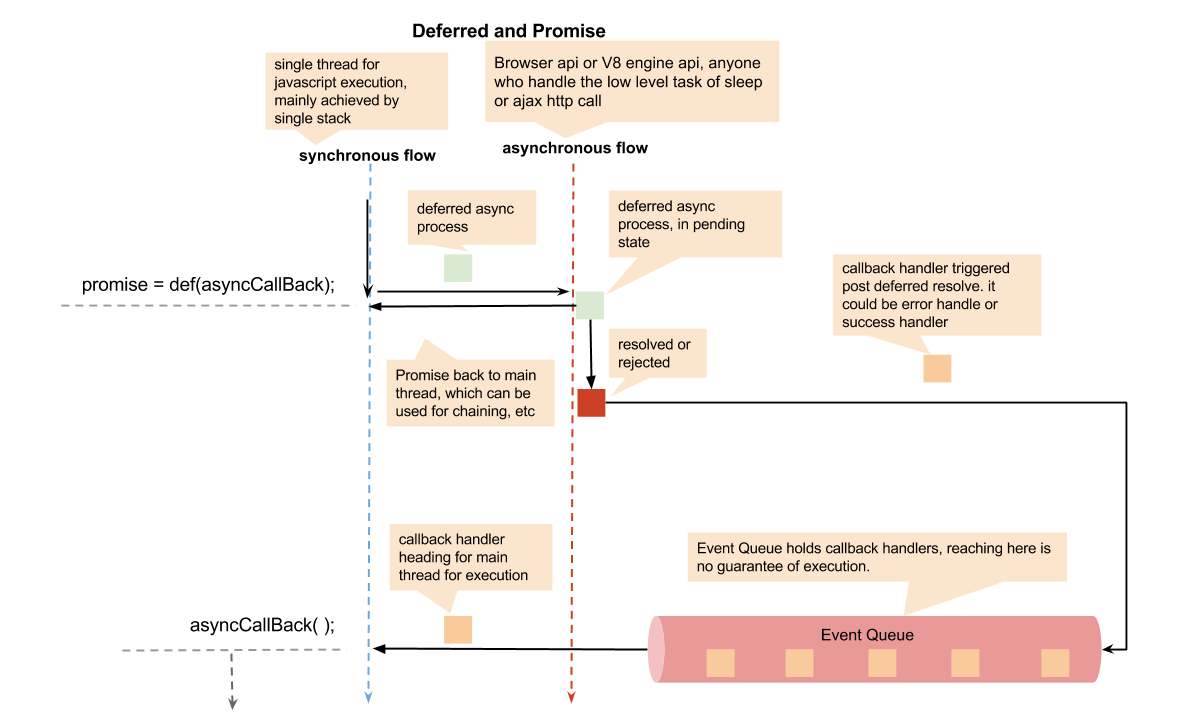 Deferred and Promise
single thread for
javascript execution,
mainly achieved by
single stack
Browser api or V8 engine api, anyone
who handle the low level task of sleep
or ajax http call
synchronous flow
asynchronous flow
deferred async
process
deferred async
process, in pending
state
promise = def(asyncCallBack);
callback handler triggered
post deferred resolve. it
could be error handle or
success handler
resolved or
rejected
Promise back to main
thread, which can be
used for chaining, etc
callback handler
heading for main
thread for execution
Event Queue holds callback handlers, reaching here is
no guarantee of execution.
asyncCallBack( );
Event Queue